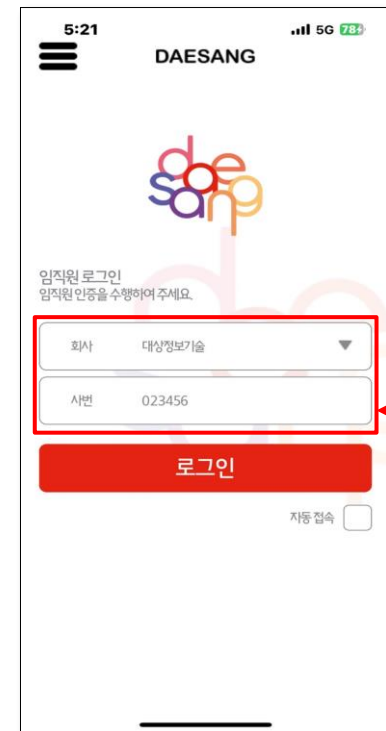 5:21 5G 78
DAESANG
daesang
임직원 로그인
임직원 인증을 수행하여 주세요.
회사 대상정보기술
사번 023456
로그인
자동 접속